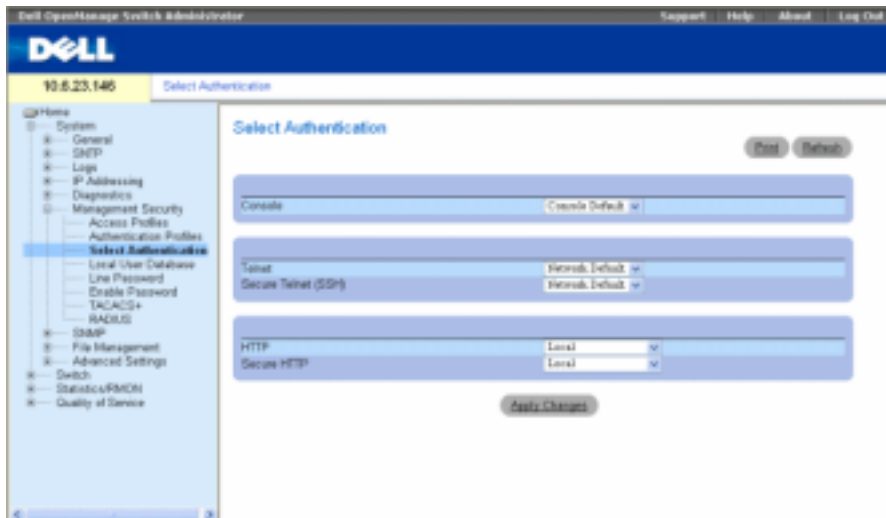 Dell OpenManage Switch Administrator
Support Help About Log Out
DELL
10.6.23.146
Select Authentication
Home
System
General
SNTP
Logs
IP Addressing
Diagnostics
Management Security
Access Profiles
Authentication Profiles
Select Authentication
Local User Database
Line Password
Enable Password
TACACS+
RADIUS
SNMP
File Management
Advanced Settings
Switch
Statistics/RMON
Quality of Service
Select Authentication
Print Refresh
Console Console Default
Telnet Network Default
Secure Telnet (SSH) Network Default
HTTP Local
Secure HTTP Local
Apply Changes